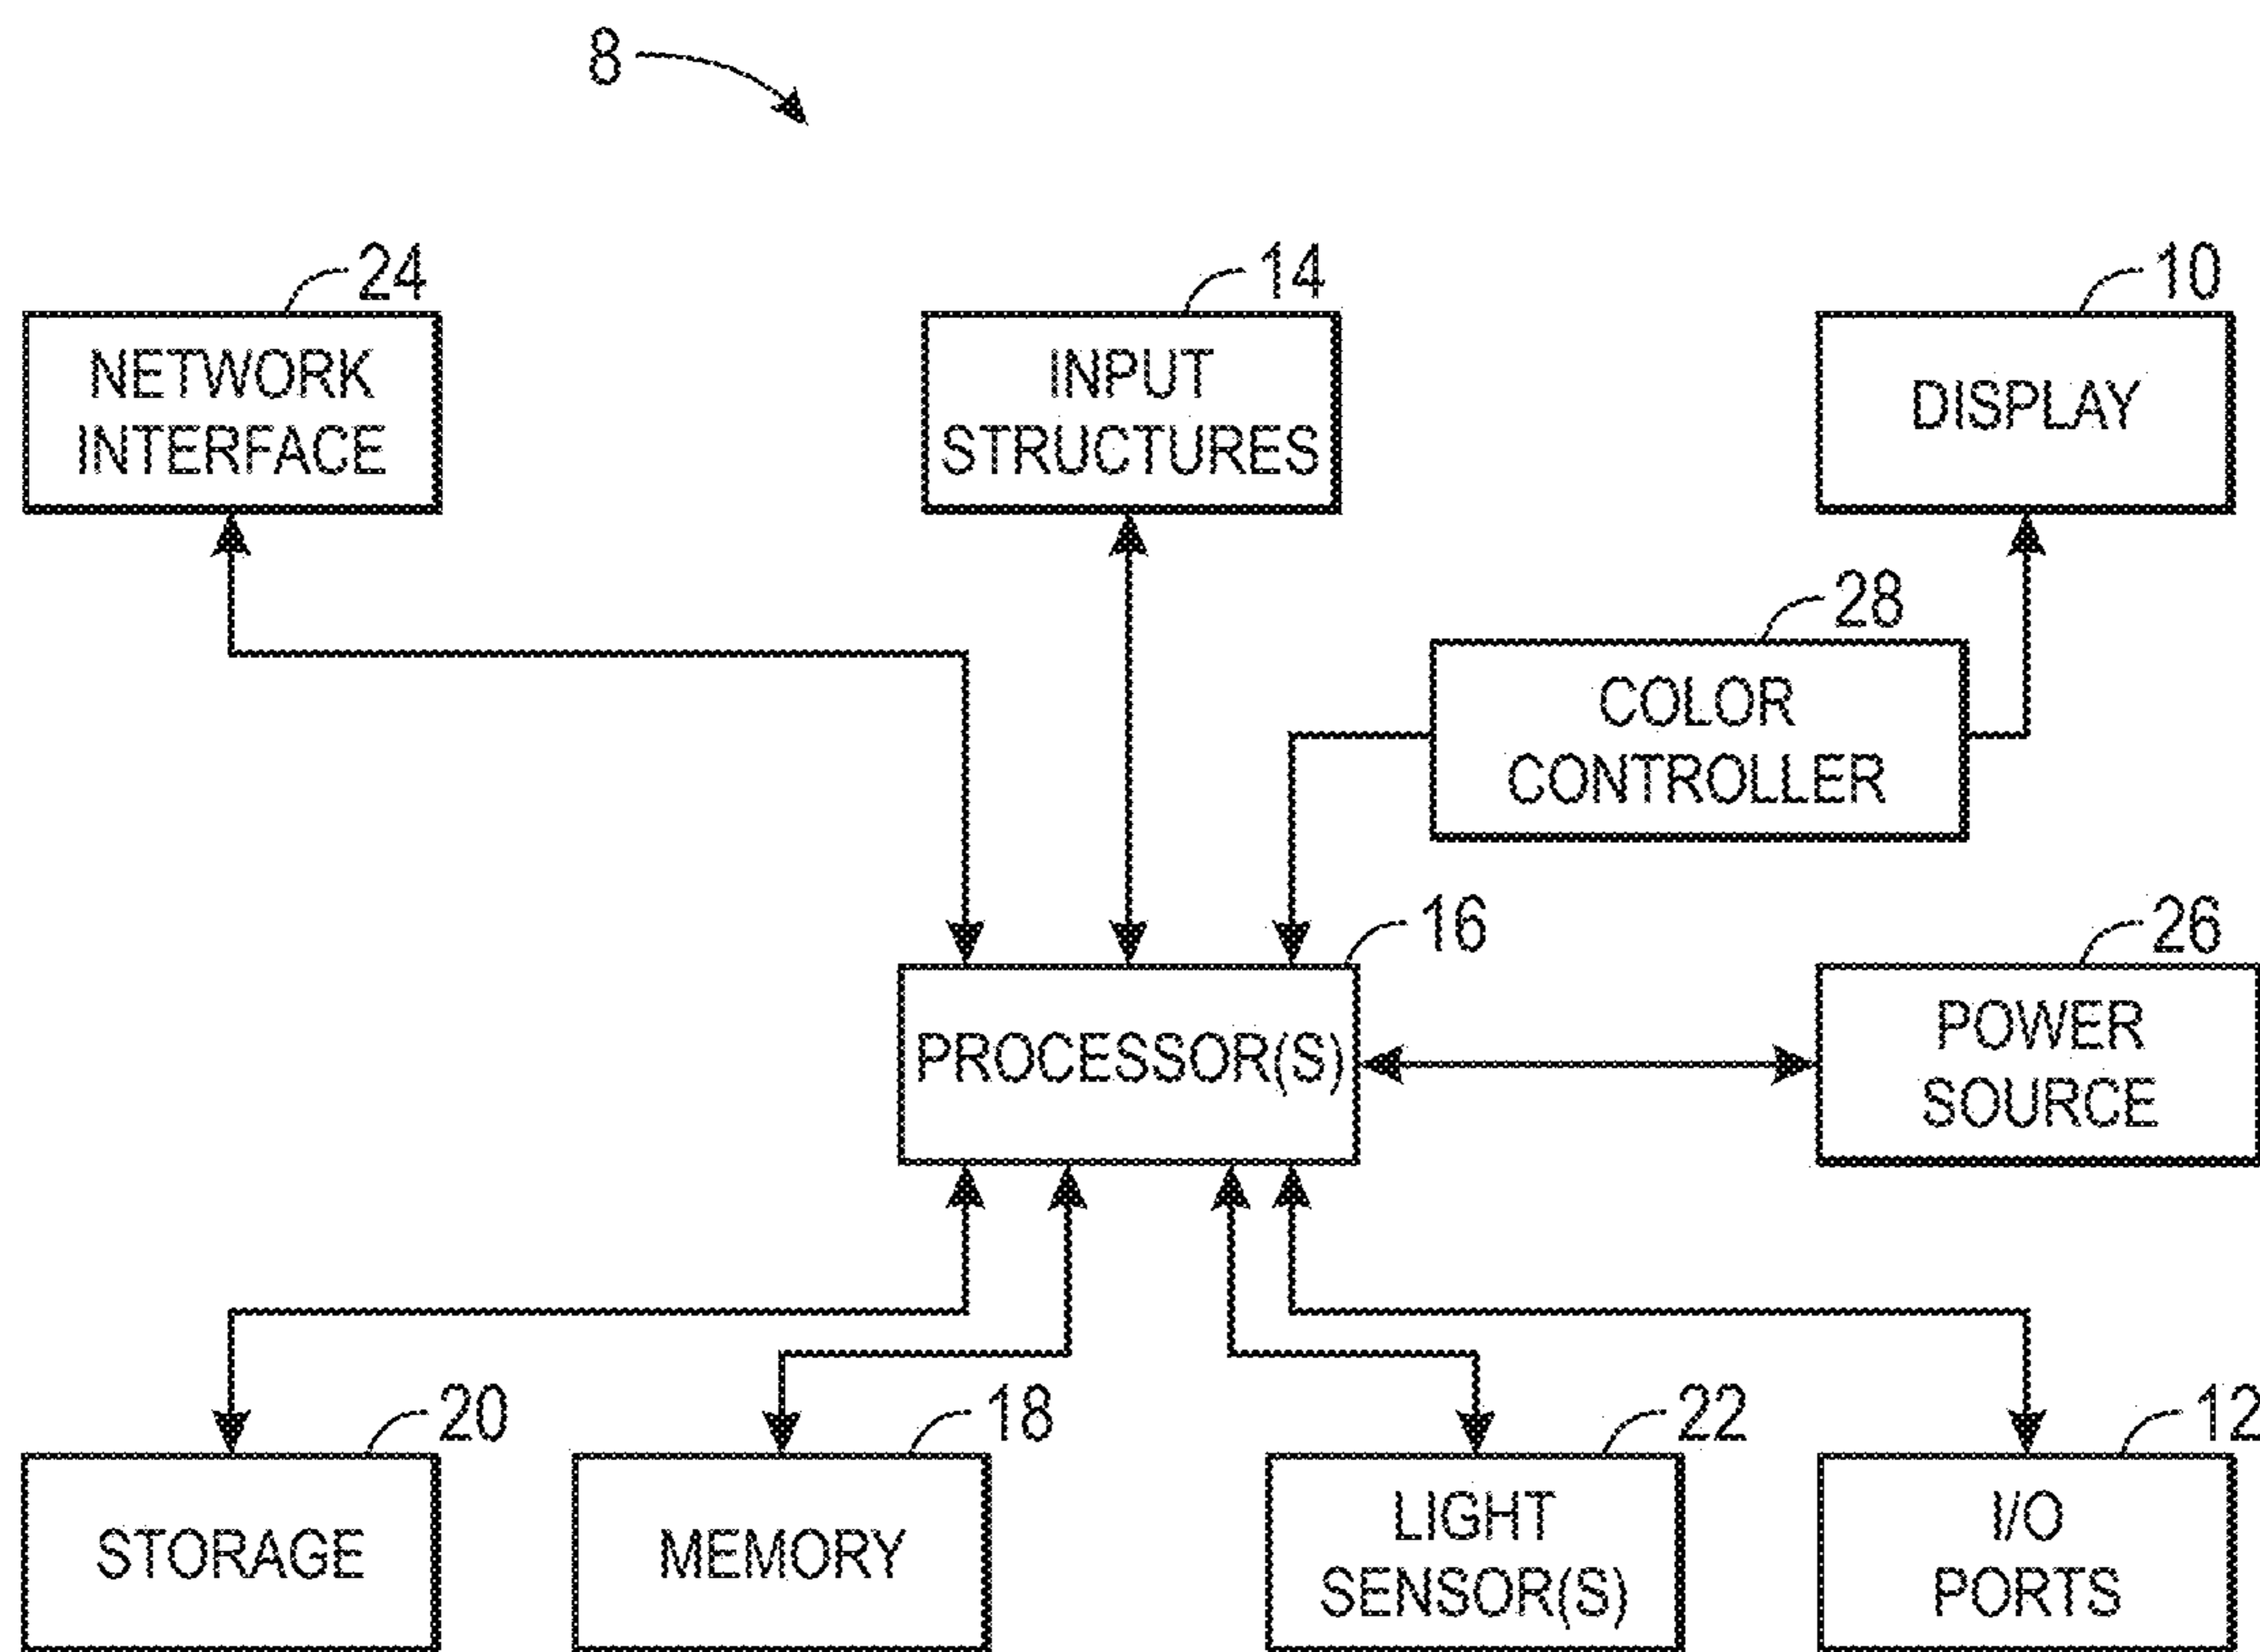 8
24
NETWORK
INTERFACE
14
INPUT
STRUCTURES
10
DISPLAY
28
COLOR
CONTROLLER
16
PROCESSOR(S)
26
POWER
SOURCE
20
STORAGE
18
MEMORY
22
LIGHT
SENSOR(S)
12
I/O
PORTS